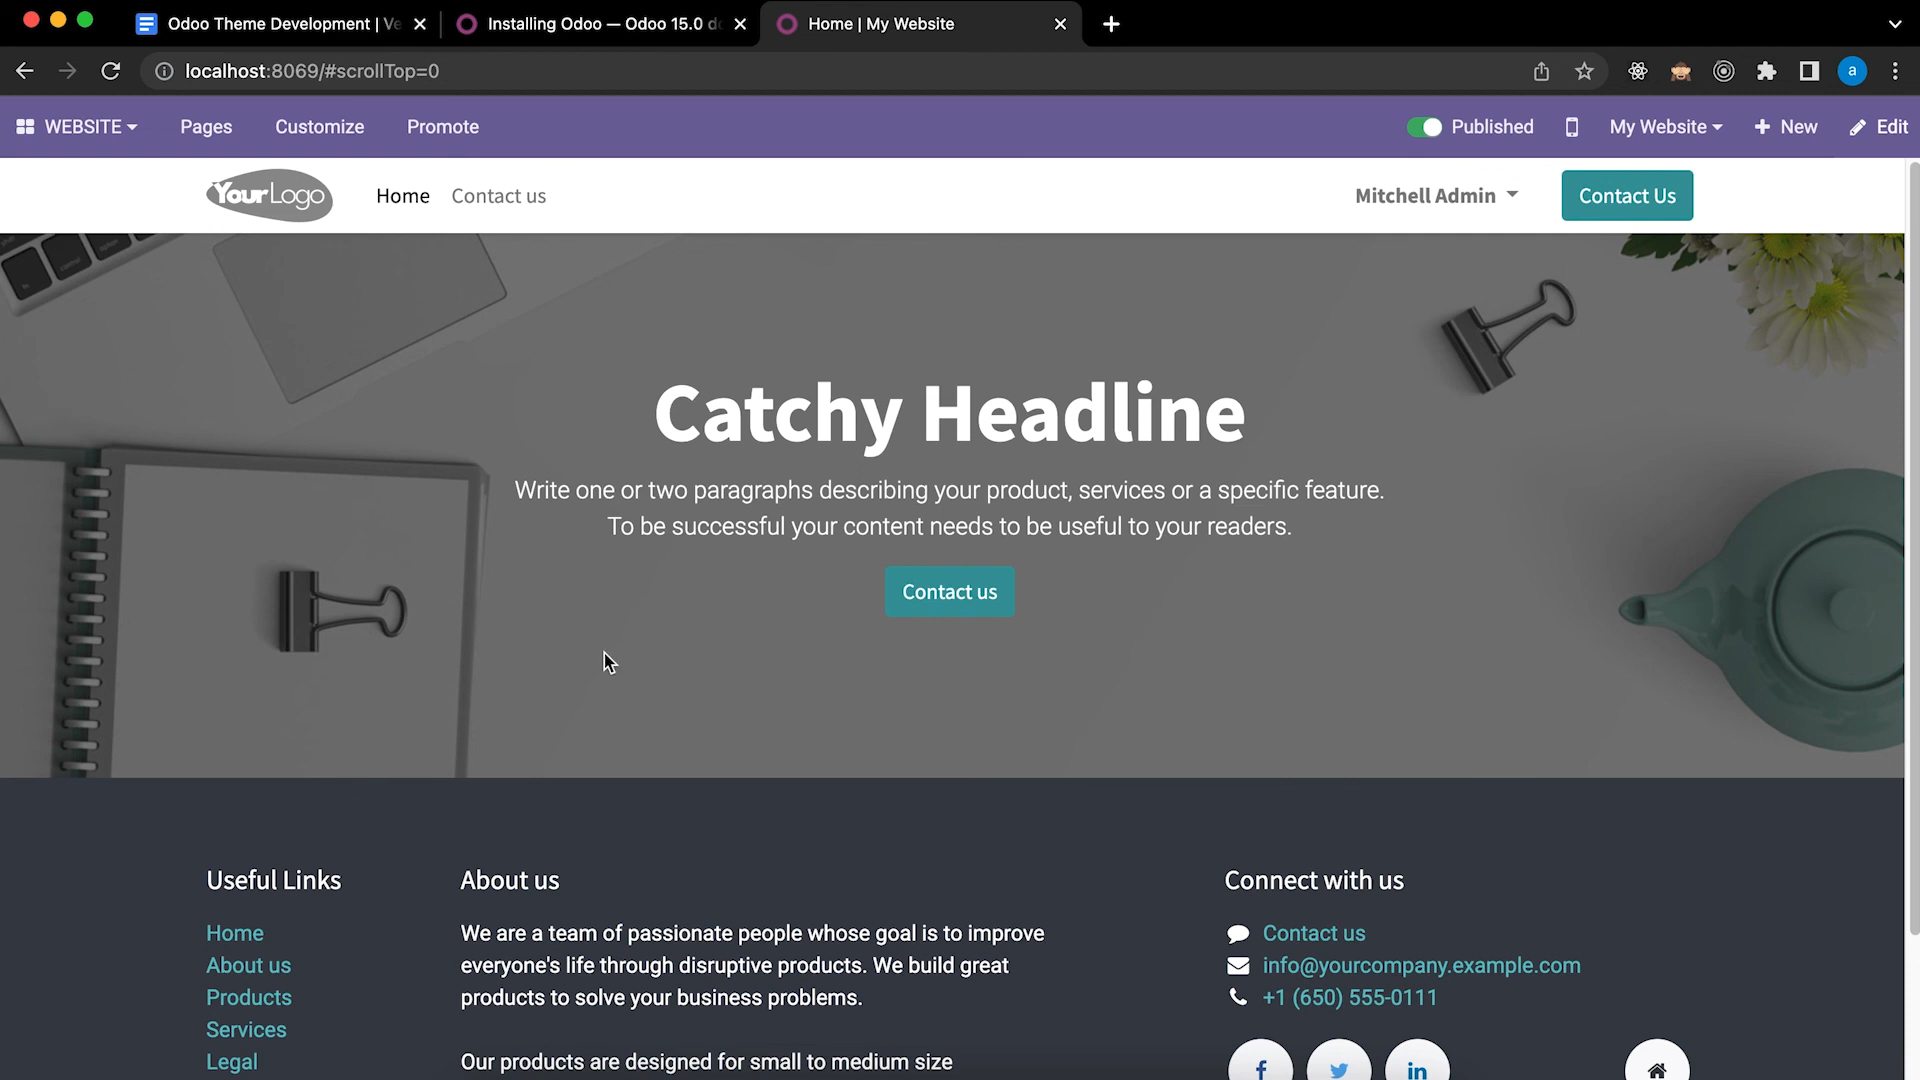 Odoo Theme Development | Ve
Installing Odoo — Odoo 15.0 do
Home | My Website
localhost:8069/#scrollTop=0
a
WEBSITE
Pages
Customize
Promote
Published
My Website
New
Edit
YourLogo
Home
Contact us
Mitchell Admin
Contact Us
Catchy Headline
Write one or two paragraphs describing your product, services or a specific feature.
To be successful your content needs to be useful to your readers.
Contact us
Useful Links
Home
About us
Products
Services
Legal
About us
We are a team of passionate people whose goal is to improve
everyone's life through disruptive products. We build great
products to solve your business problems.
Our products are designed for small to medium size
Connect with us
Contact us
info@yourcompany.example.com
+1 (650) 555-0111